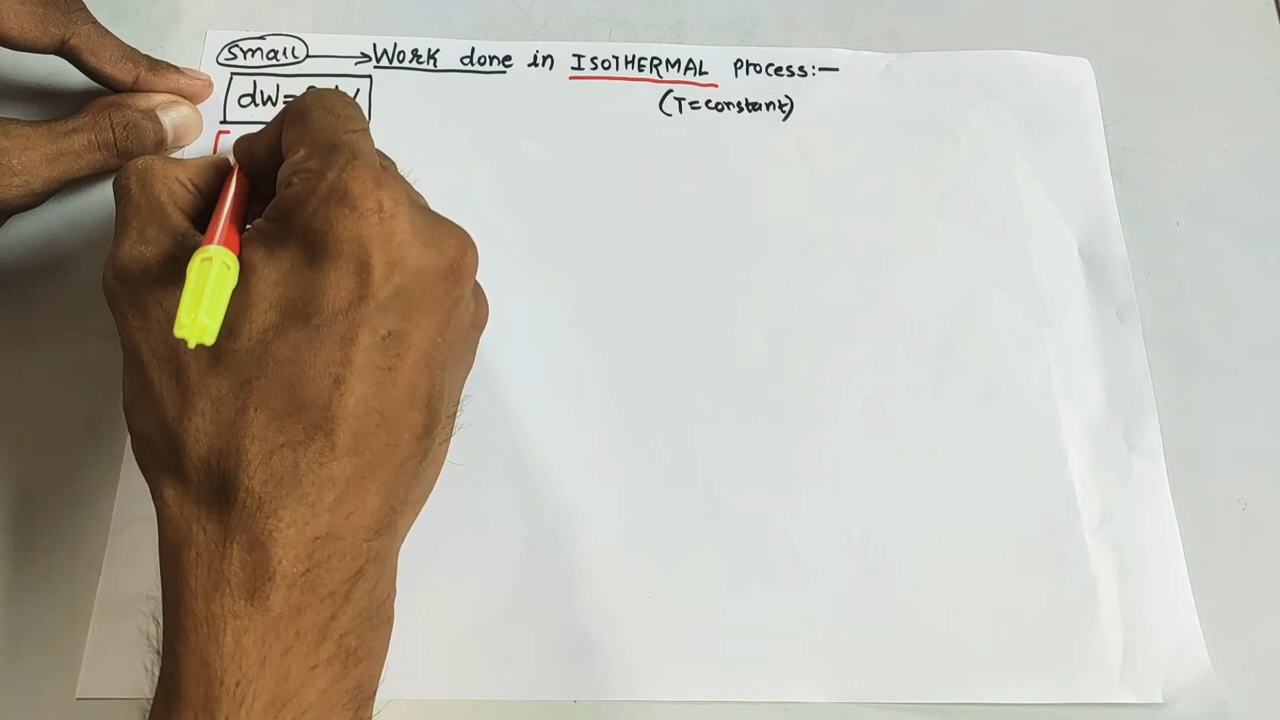 small → Work done in ISOTHERMAL Process:-
dW=
(T=constant)